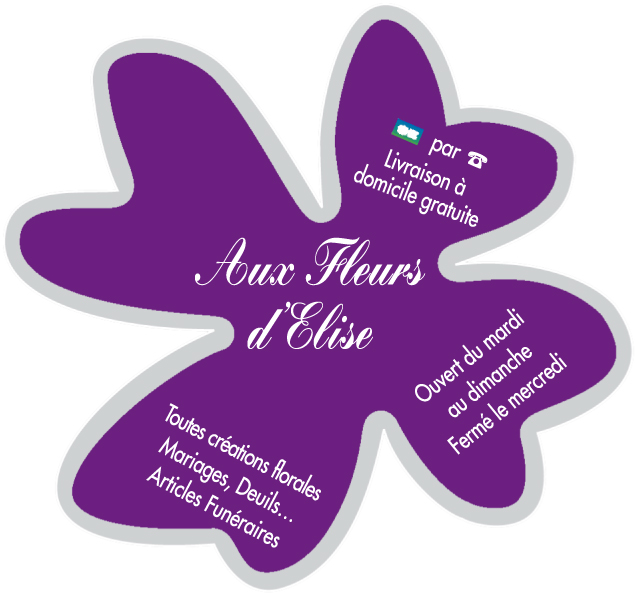 CB par ☎
Livraison à
domicile gratuite
Aux Fleurs
d'Elise
Ouvert du mardi
au dimanche
Fermé le mercredi
Toutes créations florales
Mariages, Deuils...
Articles Funéraires